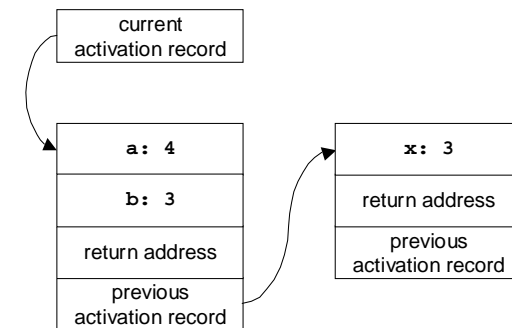 current
activation record
a: 4
b: 3
return address
previous
activation record
x: 3
return address
previous
activation record